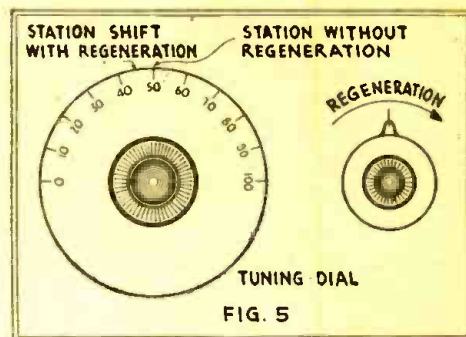 STATION SHIFT
WITH REGENERATION
STATION WITHOUT
REGENERATION
0 10 20 30 40 50 60 70 80 90 100
REGENERATION
TUNING DIAL
FIG. 5